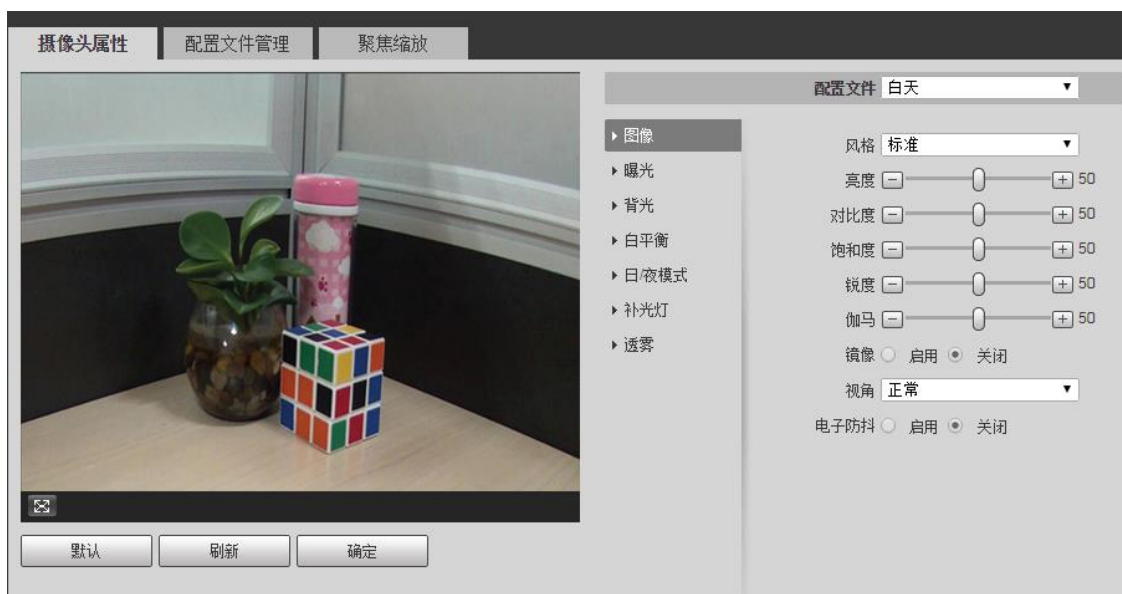 摄像头属性 配置文件管理 聚焦缩放
配置文件 白天
图像
曝光
背光
白平衡
日/夜模式
补光灯
透雾
风格 标准
亮度 50
对比度 50
饱和度 50
锐度 50
伽马 50
镜像 启用 关闭
视角 正常
电子防抖 启用 关闭
默认 刷新 确定